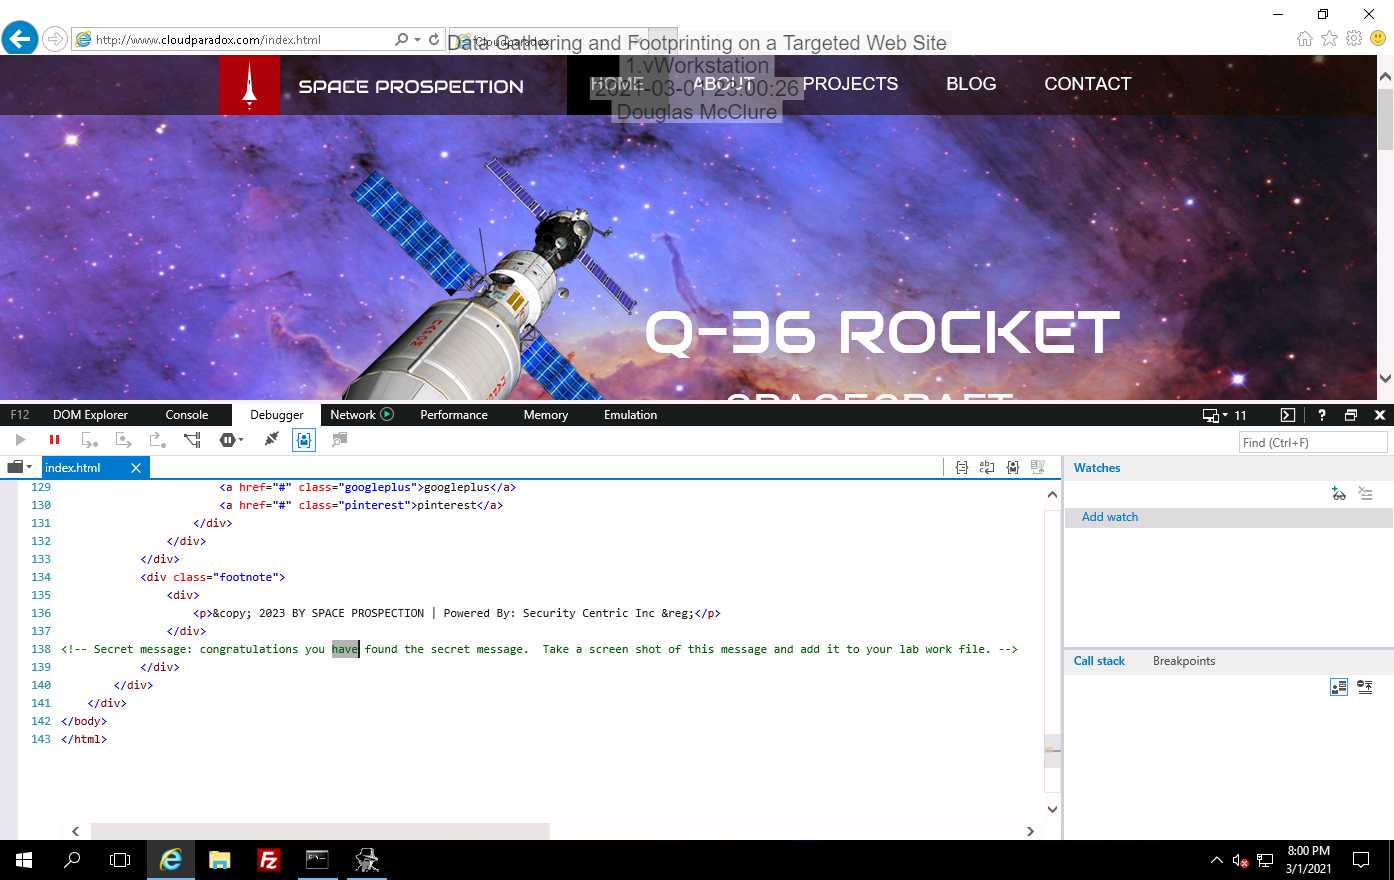 http://www.cloudparadox.com/index.html
Cloudparadox
Data Gathering and Footprinting on a Targeted Web Site
1.vWorkstation
2021-03-01 23:00:26
Douglas McClure
SPACE PROSPECTION
HOME ABOUT PROJECTS BLOG CONTACT
Q-36 ROCKET
SPACECRAFT
F12 DOM Explorer Console Debugger Network Performance Memory Emulation 11 ?
Find (Ctrl+F)
index.html
Watches
Add watch
129 <a href="#" class="googleplus">googleplus</a>
130 <a href="#" class="pinterest">pinterest</a>
131 </div>
132 </div>
133 </div>
134 <div class="footnote">
135 <div>
136 <p>&copy; 2023 BY SPACE PROSPECTION | Powered By: Security Centric Inc &reg;</p>
137 </div>
138 <!-- Secret message: congratulations you have found the secret message.  Take a screen shot of this message and add it to your lab work file. -->
139 </div>
140 </div>
141 </div>
142 </body>
143 </html>
Call stack Breakpoints
8:00 PM
3/1/2021